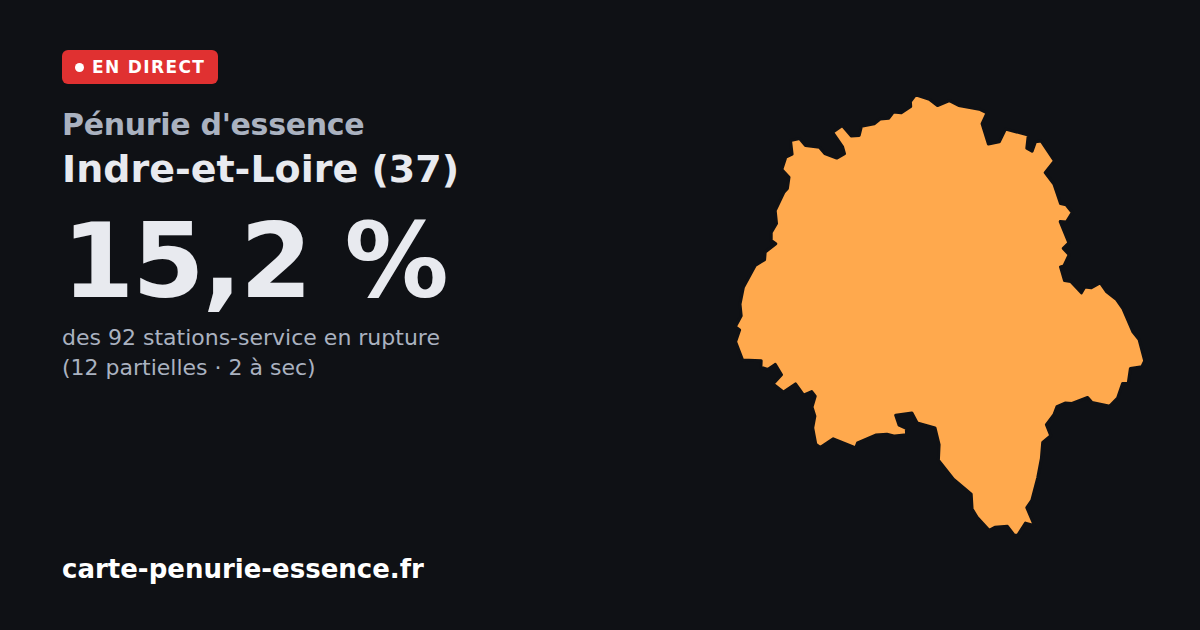 EN DIRECT
Pénurie d'essence
Indre-et-Loire (37)
15,2 %
des 92 stations-service en rupture
(12 partielles · 2 à sec)
carte-penurie-essence.fr